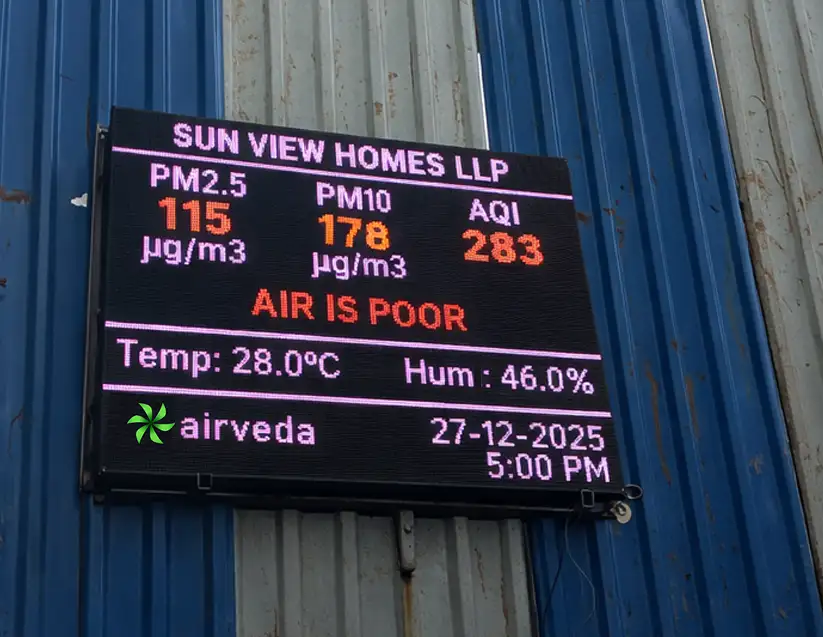 SUN VIEW HOMES LLP
PM2.5 PM10 AQI
115 178 283
µg/m3 µg/m3
AIR IS POOR
Temp: 28.0ºC Hum : 46.0%
airveda 27-12-2025
5:00 PM